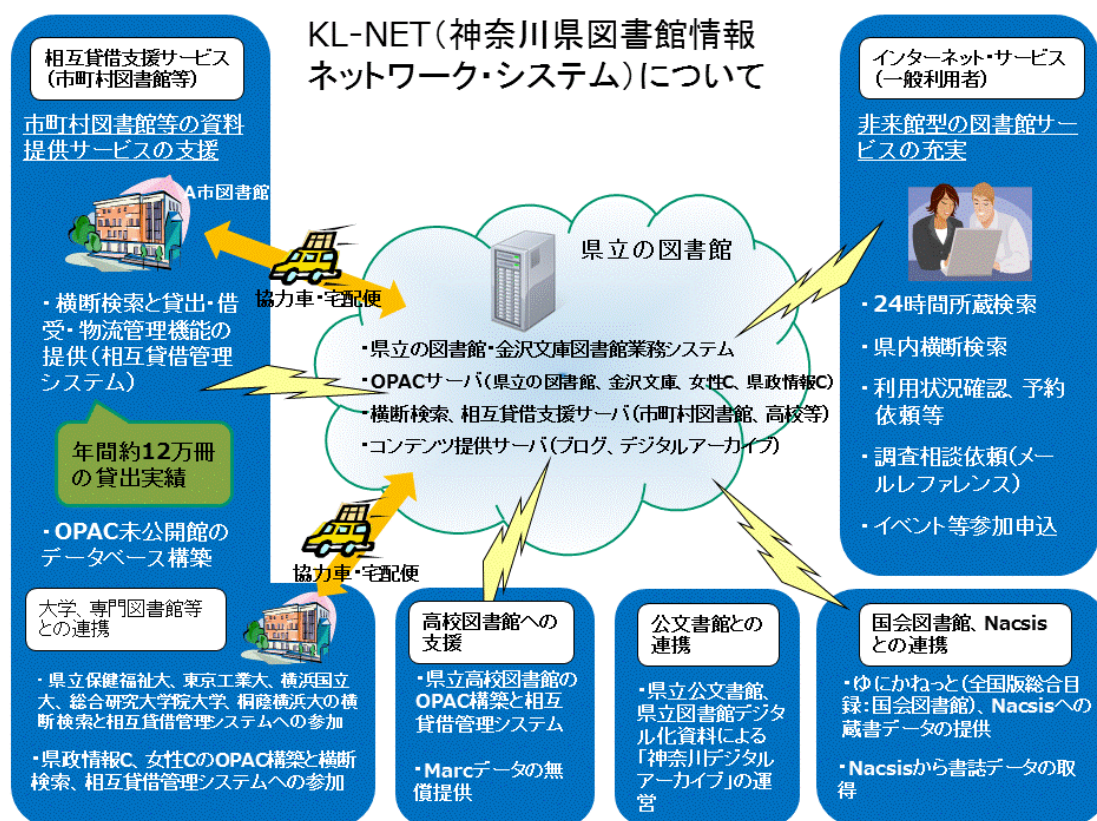 KL-NET(神奈川県図書館情報
ネットワーク・システム)について
相互貸借支援サービス
(市町村図書館等)
市町村図書館等の資料
提供サービスの支援
A市図書館
・横断検索と貸出・借
受・物流管理機能の
提供(相互貸借管理
システム)
年間約12万冊
の貸出実績
・OPAC未公開館の
データベース構築
協力車・宅配便
県立の図書館
・県立の図書館・金沢文庫図書館業務システム
・OPACサーバ(県立の図書館、金沢文庫、女性C、県政情報C)
・横断検索、相互貸借支援サーバ(市町村図書館、高校等)
・コンテンツ提供サーバ(ブログ、デジタルアーカイブ)
協力車・宅配便
インターネット・サービス
(一般利用者)
非来館型の図書館サー
ビスの充実
・24時間所蔵検索
・県内横断検索
・利用状況確認、予約
依頼等
・調査相談依頼(メー
ルレファレンス)
・イベント等参加申込
大学、専門図書館等
との連携
・県立保健福祉大、東京工業大、横浜国立
大、総合研究大学院大学、桐蔭横浜大の横
断検索と相互貸借管理システムへの参加
・県政情報C、女性CのOPAC構築と横断
検索、相互貸借管理システムへの参加
高校図書館への
支援
・県立高校図書館の
OPAC構築と相互
貸借管理システム
・Marcデータの無
償提供
公文書館との
連携
・県立公文書館、
県立図書館デジタ
ル化資料による
「神奈川デジタル
アーカイブ」の運
営
国会図書館、Nacsis
との連携
・ゆにかねっと(全国版総合目
録:国会図書館)、Nacsisへの
蔵書データの提供
・Nacsisから書誌データの取
得